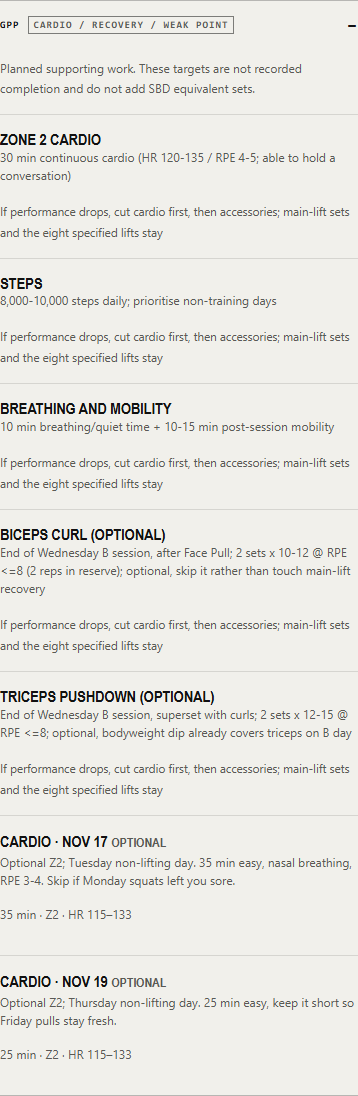 GPP CARDIO / RECOVERY / WEAK POINT –
Planned supporting work. These targets are not recorded
completion and do not add SBD equivalent sets.
ZONE 2 CARDIO
30 min continuous cardio (HR 120-135 / RPE 4-5; able to hold a
conversation)
If performance drops, cut cardio first, then accessories; main-lift sets
and the eight specified lifts stay
STEPS
8,000-10,000 steps daily; prioritise non-training days
If performance drops, cut cardio first, then accessories; main-lift sets
and the eight specified lifts stay
BREATHING AND MOBILITY
10 min breathing/quiet time + 10-15 min post-session mobility
If performance drops, cut cardio first, then accessories; main-lift sets
and the eight specified lifts stay
BICEPS CURL (OPTIONAL)
End of Wednesday B session, after Face Pull; 2 sets x 10-12 @ RPE
<=8 (2 reps in reserve); optional, skip it rather than touch main-lift
recovery
If performance drops, cut cardio first, then accessories; main-lift sets
and the eight specified lifts stay
TRICEPS PUSHDOWN (OPTIONAL)
End of Wednesday B session, superset with curls; 2 sets x 12-15 @
RPE <=8; optional, bodyweight dip already covers triceps on B day
If performance drops, cut cardio first, then accessories; main-lift sets
and the eight specified lifts stay
CARDIO · NOV 17 OPTIONAL
Optional Z2; Tuesday non-lifting day. 35 min easy, nasal breathing,
RPE 3-4. Skip if Monday squats left you sore.
35 min · Z2 · HR 115–133
CARDIO · NOV 19 OPTIONAL
Optional Z2; Thursday non-lifting day. 25 min easy, keep it short so
Friday pulls stay fresh.
25 min · Z2 · HR 115–133